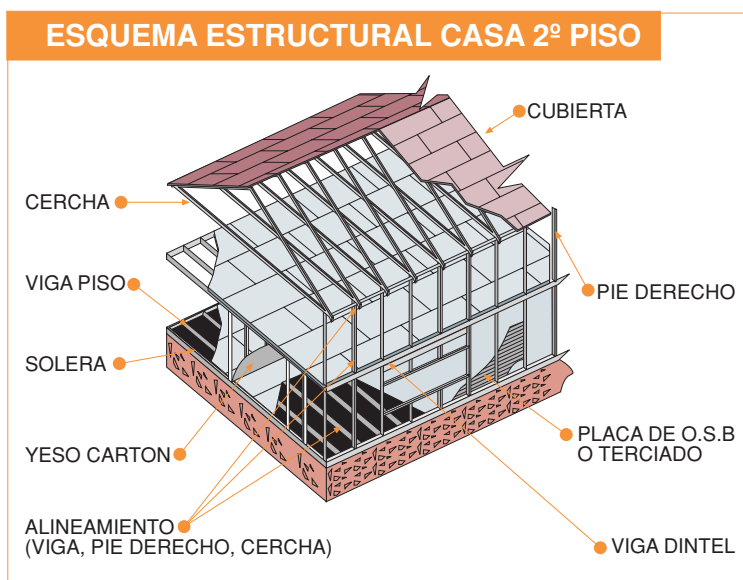 ESQUEMA ESTRUCTURAL CASA 2º PISO
CUBIERTA
CERCHA
VIGA PISO
PIE DERECHO
SOLERA
YESO CARTON
PLACA DE O.S.B
O TERCIADO
ALINEAMIENTO
(VIGA, PIE DERECHO, CERCHA)
VIGA DINTEL